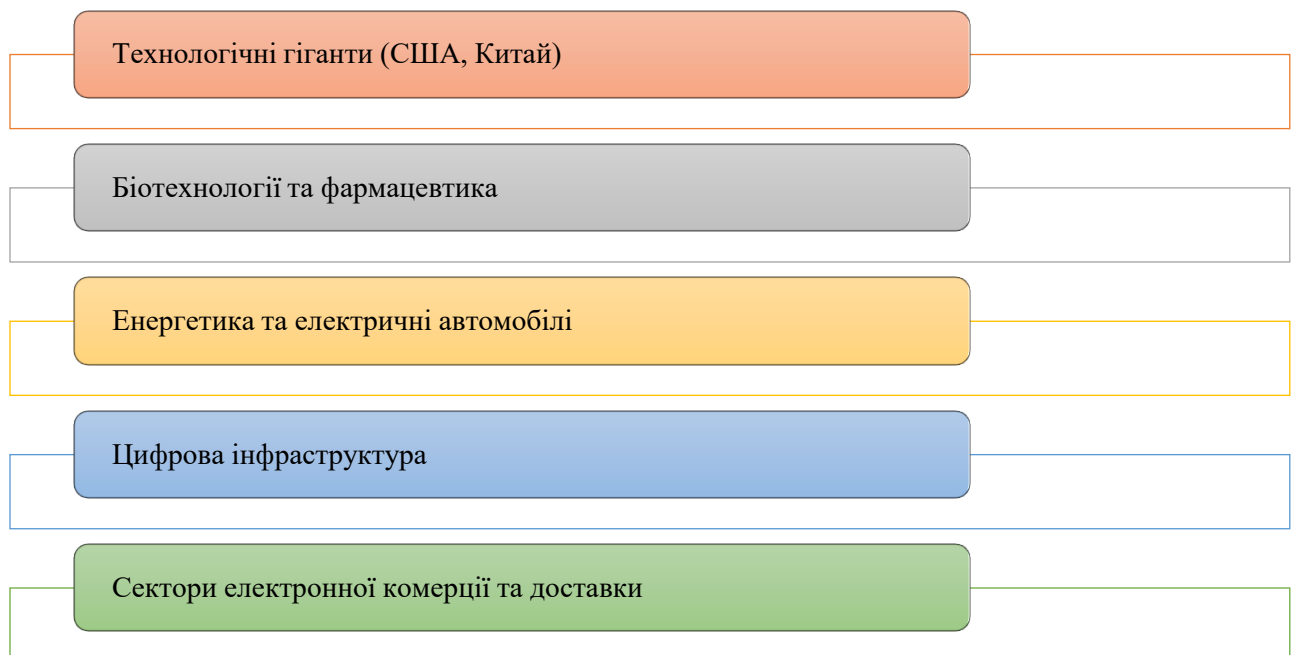 Технологічні гіганти (США, Китай)
Біотехнології та фармацевтика
Енергетика та електричні автомобілі
Цифрова інфраструктура
Сектори електронної комерції та доставки